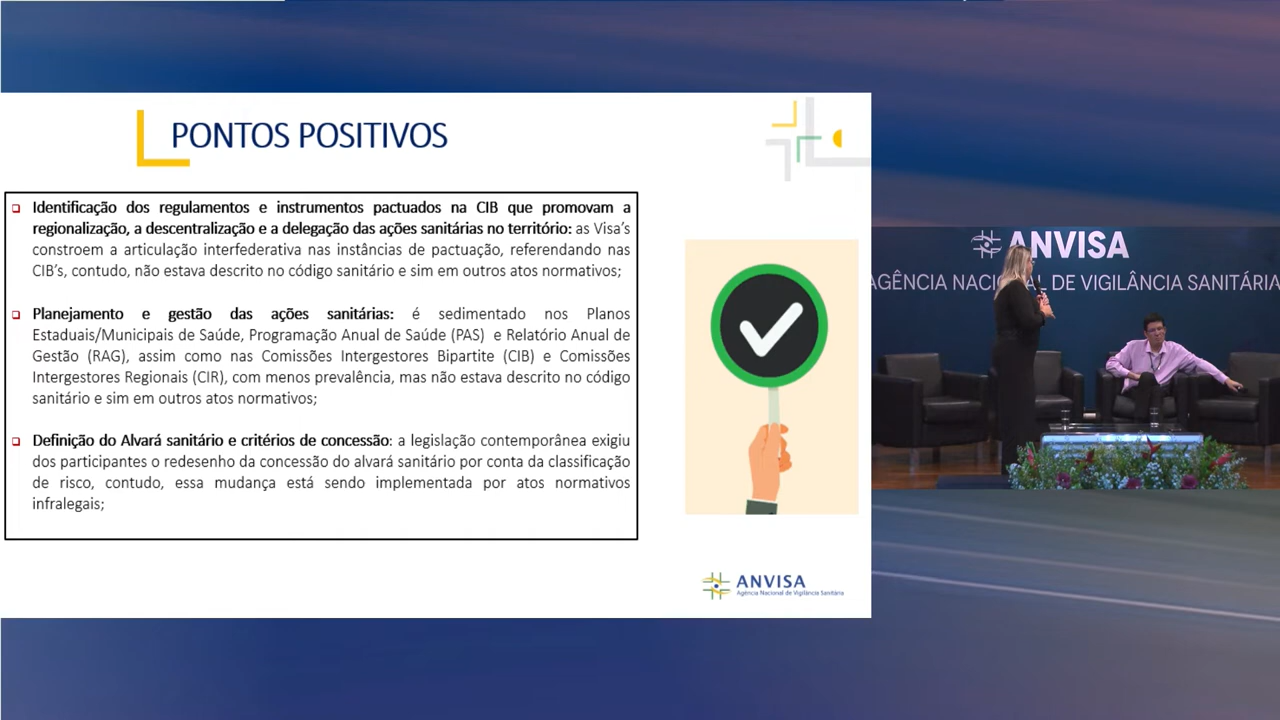 PONTOS POSITIVOS
Identificação dos regulamentos e instrumentos pactuados na CIB que promovam a
regionalização, a descentralização e a delegação das ações sanitárias no território: as Visa's
constroem a articulação interfederativa nas instâncias de pactuação, referendando nas
CIB's, contudo, não estava descrito no código sanitário e sim em outros atos normativos;
Planejamento e gestão das ações sanitárias: é sedimentado nos Planos
Estaduais/Municipais de Saúde, Programação Anual de Saúde (PAS) e Relatório Anual de
Gestão (RAG), assim como nas Comissões Intergestores Bipartite (CIB) e Comissões
Intergestores Regionais (CIR), com menos prevalência, mas não estava descrito no código
sanitário e sim em outros atos normativos;
Definição do Alvará sanitário e critérios de concessão: a legislação contemporânea exigiu
dos participantes o redesenho da concessão do alvará sanitário por conta da classificação
de risco, contudo, essa mudança está sendo implementada por atos normativos
infralegais;
ANVISA
Agência Nacional de Vigilância Sanitária
ANVISA
AGÊNCIA NACIONAL DE VIGILÂNCIA SANITÁRIA